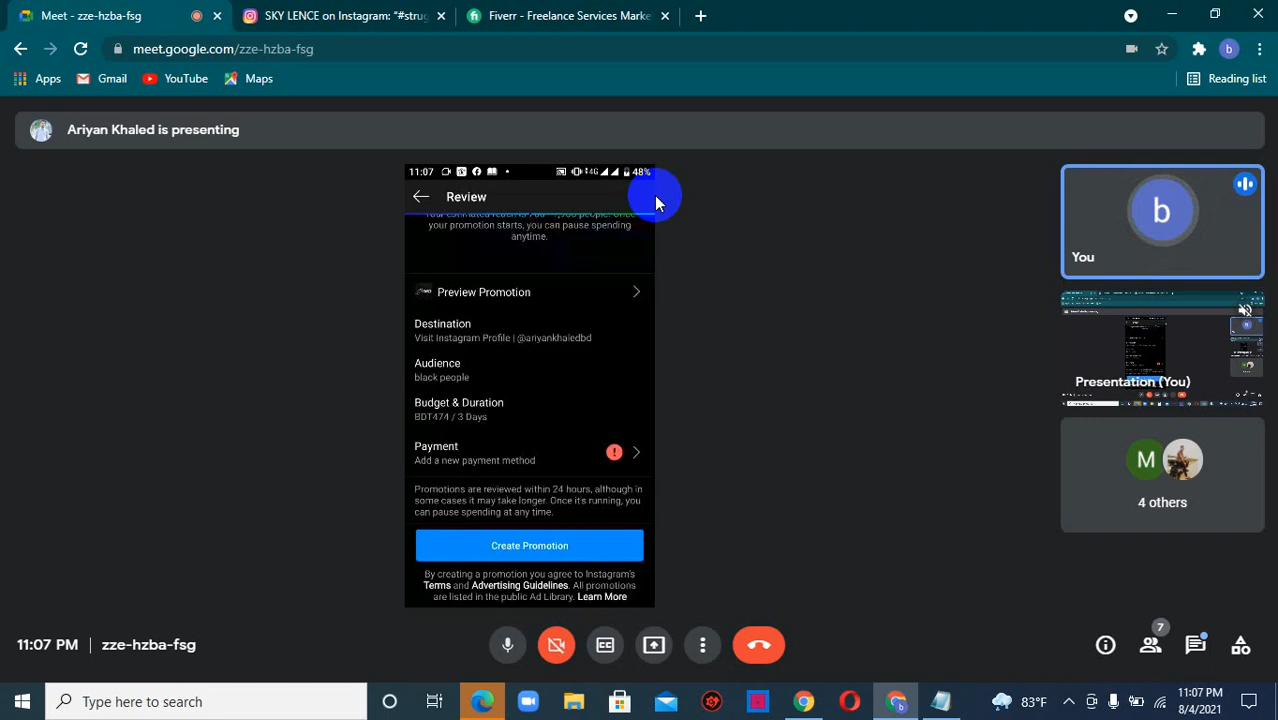 Meet - zze-hzba-fsg
SKY LENCE on Instagram: "#strug
Fiverr - Freelance Services Marke
meet.google.com/zze-hzba-fsg
b
Apps
Gmail
YouTube
Maps
Reading list
Ariyan Khaled is presenting
11:07
4G
48%
Review
your promotion starts, you can pause spending
anytime.
Preview Promotion
Destination
Visit Instagram Profile | @ariyankhaledbd
Audience
black people
Budget & Duration
BDT474 / 3 Days
Payment
Add a new payment method
Promotions are reviewed within 24 hours, although in
some cases it may take longer. Once it's running, you
can pause spending at any time.
Create Promotion
By creating a promotion you agree to Instagram's
Terms and Advertising Guidelines. All promotions
are listed in the public Ad Library. Learn More
b
You
Presentation (You)
M
4 others
11:07 PM | zze-hzba-fsg
CC
7
Type here to search
83°F
11:07 PM
8/4/2021